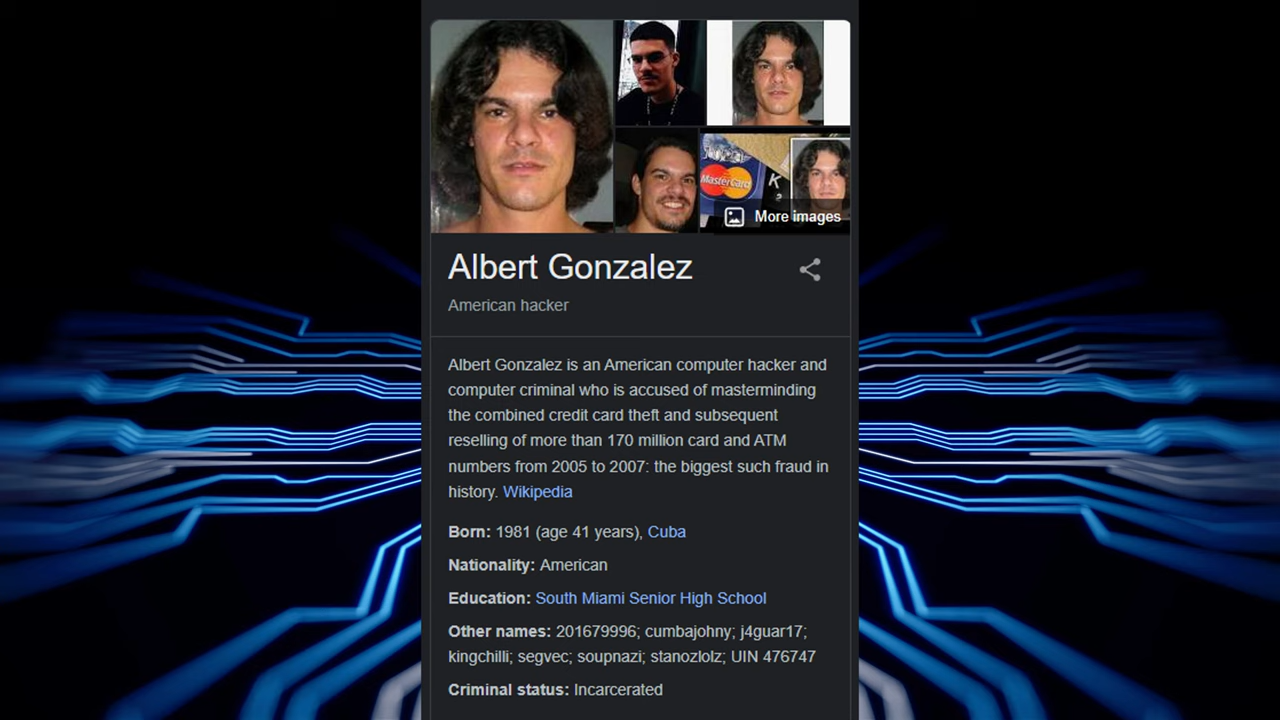 MasterCard
K
More images
Albert Gonzalez
American hacker
Albert Gonzalez is an American computer hacker and
computer criminal who is accused of masterminding
the combined credit card theft and subsequent
reselling of more than 170 million card and ATM
numbers from 2005 to 2007: the biggest such fraud in
history. Wikipedia
Born: 1981 (age 41 years), Cuba
Nationality: American
Education: South Miami Senior High School
Other names: 201679996; cumbajohny; j4guar17;
kingchilli; segvec; soupnazi; stanozlolz; UIN 476747
Criminal status: Incarcerated